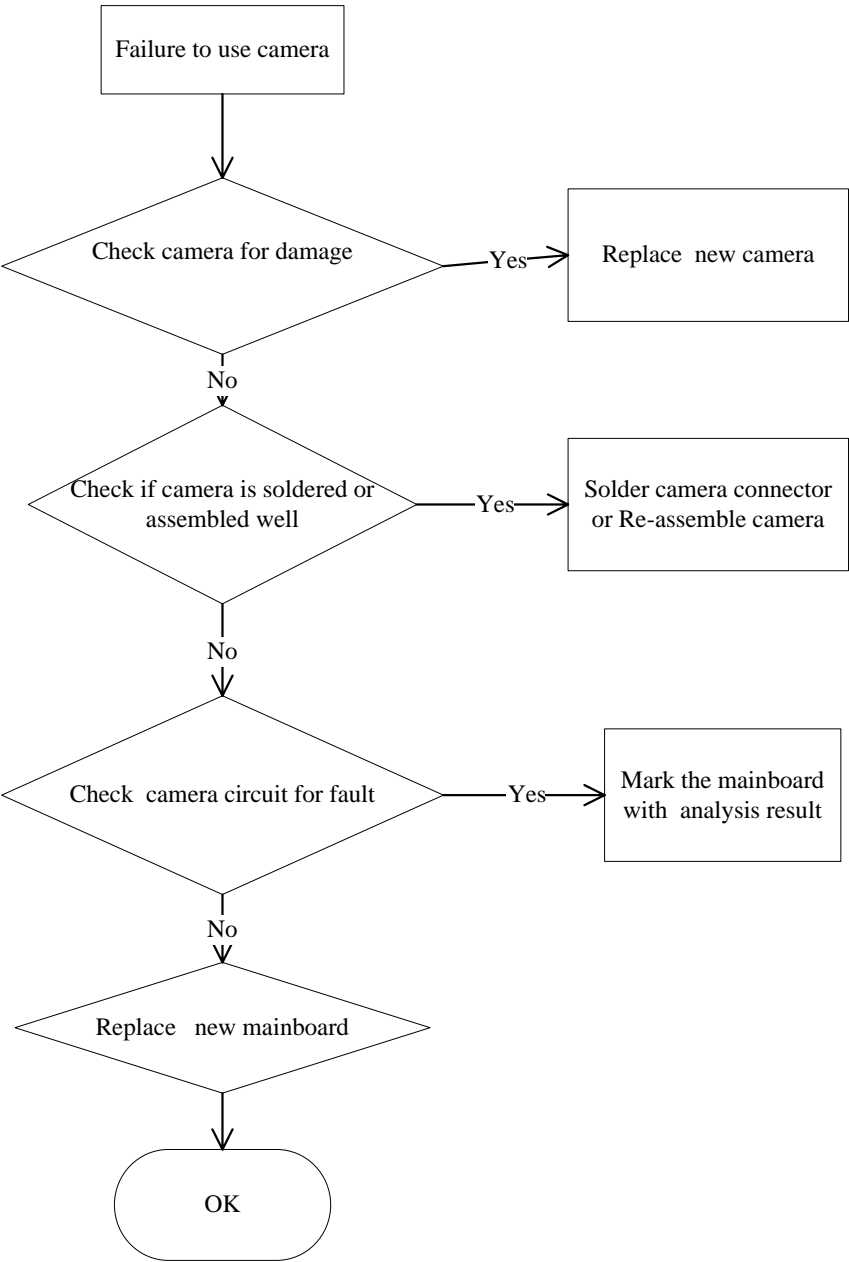 Failure to use camera
Check camera for damage
Yes
Replace  new camera
No
Check if camera is soldered or
assembled well
Yes
Solder camera connector
or Re-assemble camera
No
Check  camera circuit for fault
Yes
Mark the mainboard
with  analysis result
No
Replace   new mainboard
OK